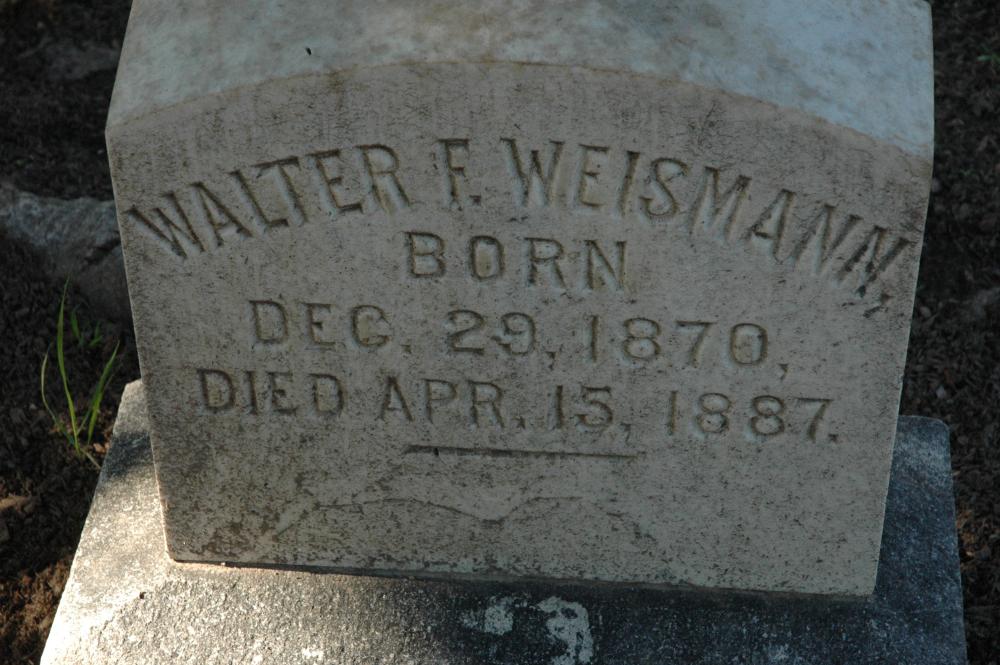 WALTER F. WEISMANN,
BORN
DEC. 29, 1870,
DIED APR. 15, 1887.